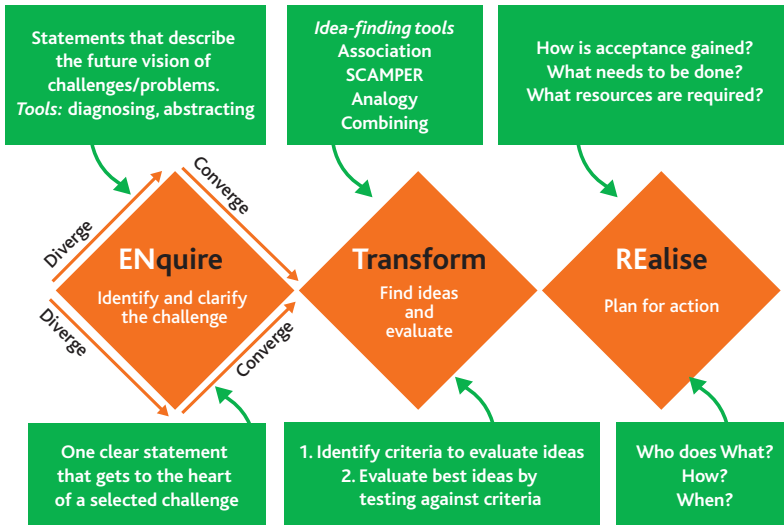 Statements that describe
the future vision of
challenges/problems.
Tools: diagnosing, abstracting
Idea-finding tools
Association
SCAMPER
Analogy
Combining
How is acceptance gained?
What needs to be done?
What resources are required?
Diverge
Converge
ENquire
Identify and clarify
the challenge
Diverge
Converge
Transform
Find ideas
and
evaluate
REalise
Plan for action
One clear statement
that gets to the heart
of a selected challenge
1. Identify criteria to evaluate ideas
2. Evaluate best ideas by
testing against criteria
Who does What?
How?
When?